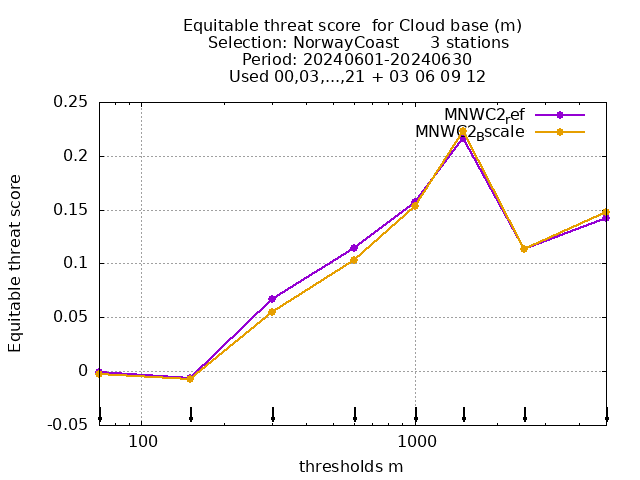 Equitable threat score  for Cloud base (m)
Selection: NorwayCoast      3 stations
Period: 20240601-20240630
Used 00,03,...,21 + 03 06 09 12
MNWC2ref
MNWC2Bscale
Equitable threat score
0.25
0.2
0.15
0.1
0.05
0
-0.05
100
1000
thresholds m